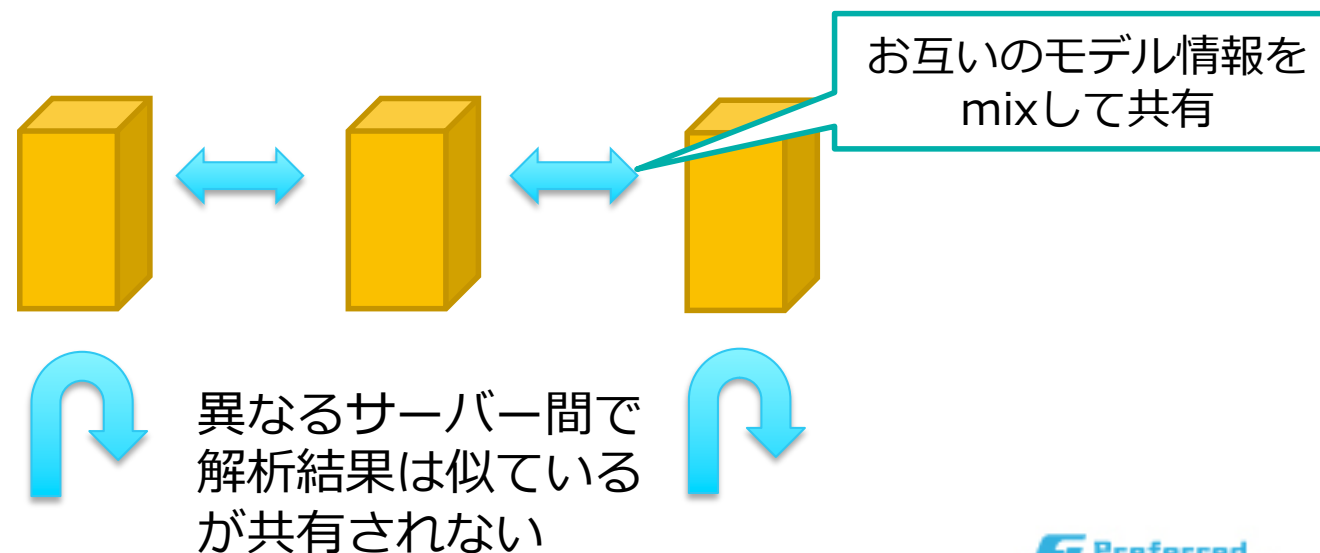 お互いのモデル情報を
mixして共有
異なるサーバー間で
解析結果は似ている
が共有されない
Preferred